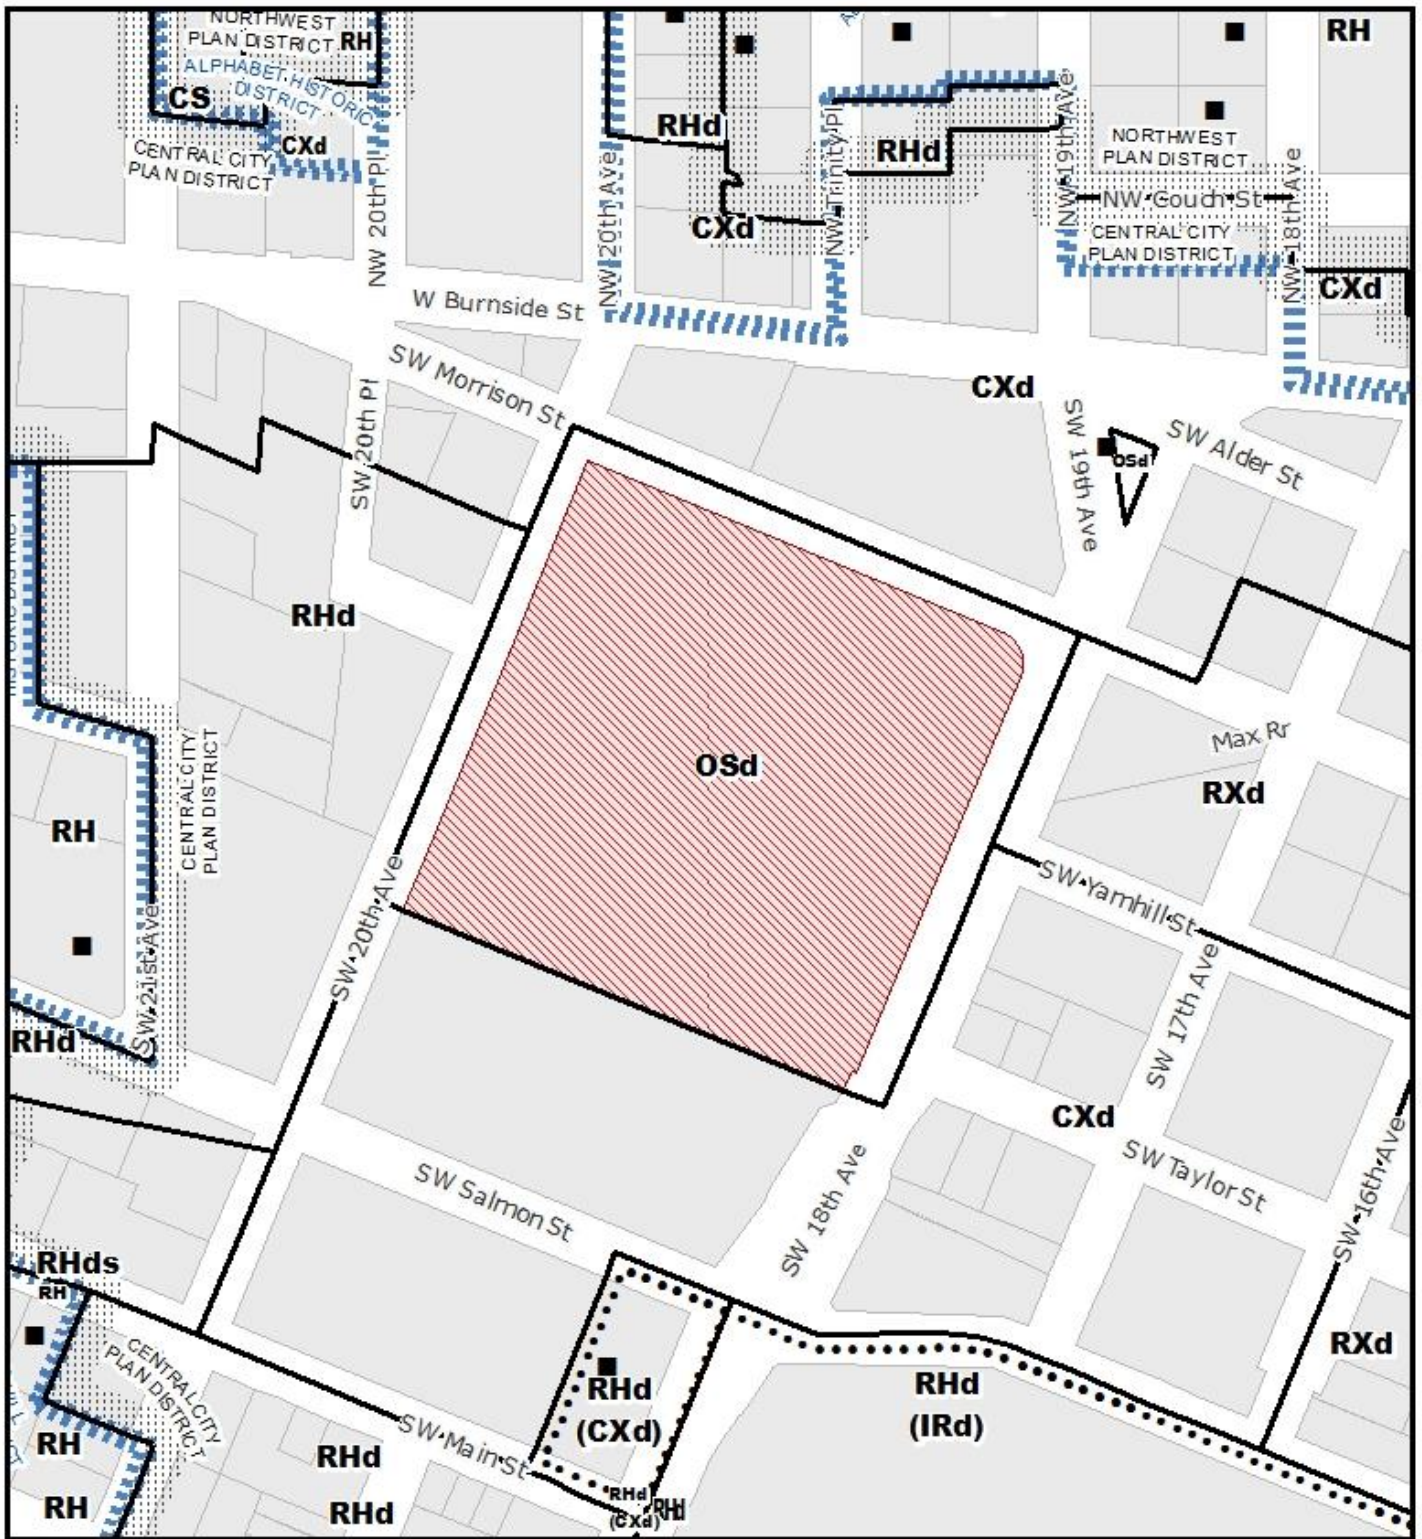 NORTHWEST
PLAN DISTRICT
RH
ALPHABET HISTORIC
DISTRICT
CS
CXd
CENTRAL CITY
PLAN DISTRICT
NW 20th Pl
NW 20th Ave
RHd
CXd
NW Trinity Pl
RHd
NW 19th Ave
RH
NORTHWEST
PLAN DISTRICT
NW Couch St
CENTRAL CITY
PLAN DISTRICT
NW 18th Ave
CXd
W Burnside St
SW Morrison St
SW 20th Pl
CXd
SW 19th Ave
OSd
SW Alder St
HISTORIC DISTRICT
RHd
OSd
Max Rr
RXd
CENTRAL CITY
PLAN DISTRICT
RH
SW 21st Ave
SW 20th Ave
SW Yamhill St
SW 17th Ave
RHd
CXd
SW Taylor St
SW 16th Ave
SW Salmon St
SW 18th Ave
RHds
RH
CENTRAL CITY
PLAN DISTRICT
RHd
(CXd)
RHd
(IRd)
RXd
SW Main St
RH
RHd
RHd
(CXd)
RHd
RH
RHd